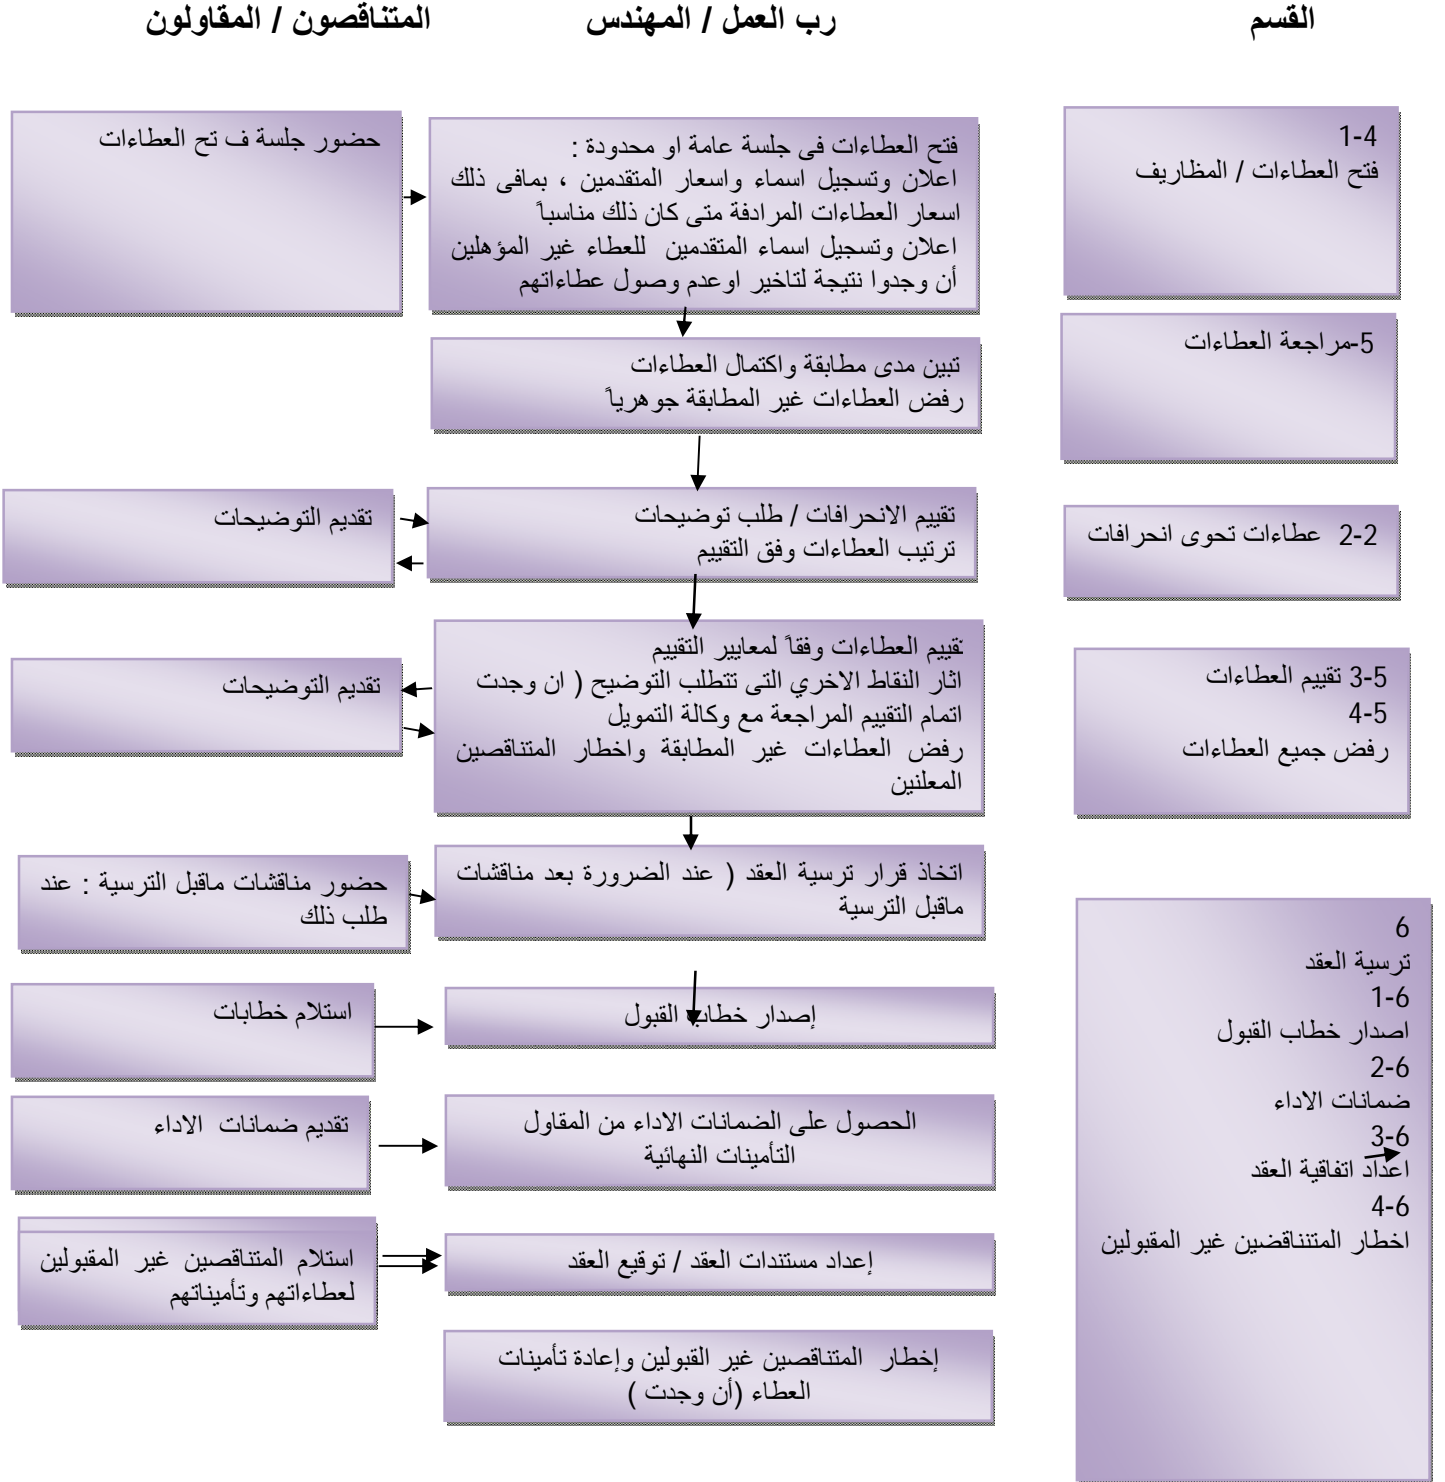 القسم
رب العمل / المهندس
المتناقصون / المقاولون
1-4
فتح العطاءات / المظاريف
فتح العطاءات فى جلسة عامة او محدودة :
اعلان وتسجيل اسماء واسعار المتقدمين ، بمافى ذلك
اسعار العطاءات المرادفة متى كان ذلك مناسباً
اعلان وتسجيل اسماء المتقدمين للعطاء غير المؤهلين
أن وجدوا نتيجة لتاخير اوعدم وصول عطاءاتهم
حضور جلسة ف تح العطاءات
5-مراجعة العطاءات
تبين مدى مطابقة واكتمال العطاءات
رفض العطاءات غير المطابقة جوهرياً
2-2 عطاءات تحوى انحرافات
تقييم الانحرافات / طلب توضيحات
ترتيب العطاءات وفق التقييم
تقديم التوضيحات
3-5 تقييم العطاءات
4-5
رفض جميع العطاءات
تقييم العطاءات وفقاً لمعايير التقييم
اثار النقاط الاخري التى تتطلب التوضيح ( ان وجدت
اتمام التقييم المراجعة مع وكالة التمويل
رفض العطاءات غير المطابقة واخطار المتناقصين
المعلنين
تقديم التوضيحات
6
ترسية العقد
1-6
اصدار خطاب القبول
2-6
ضمانات الاداء
3-6
اعداد اتفاقية العقد
4-6
اخطار المتتناقضين غير المقبولين
اتخاذ قرار ترسية العقد ( عند الضرورة بعد مناقشات
ماقبل الترسية
حضور مناقشات ماقبل الترسية : عند
طلب ذلك
إصدار خطاب القبول
استلام خطابات
الحصول على الضمانات الاداء من المقاول
التأمينات النهائية
تقديم ضمانات الاداء
إعداد مستندات العقد / توقيع العقد
استلام المتناقصين غير المقبولين
لعطاءاتهم وتأميناتهم
إخطار المتناقصين غير القبولين وإعادة تأمينات
العطاء (أن وجدت )